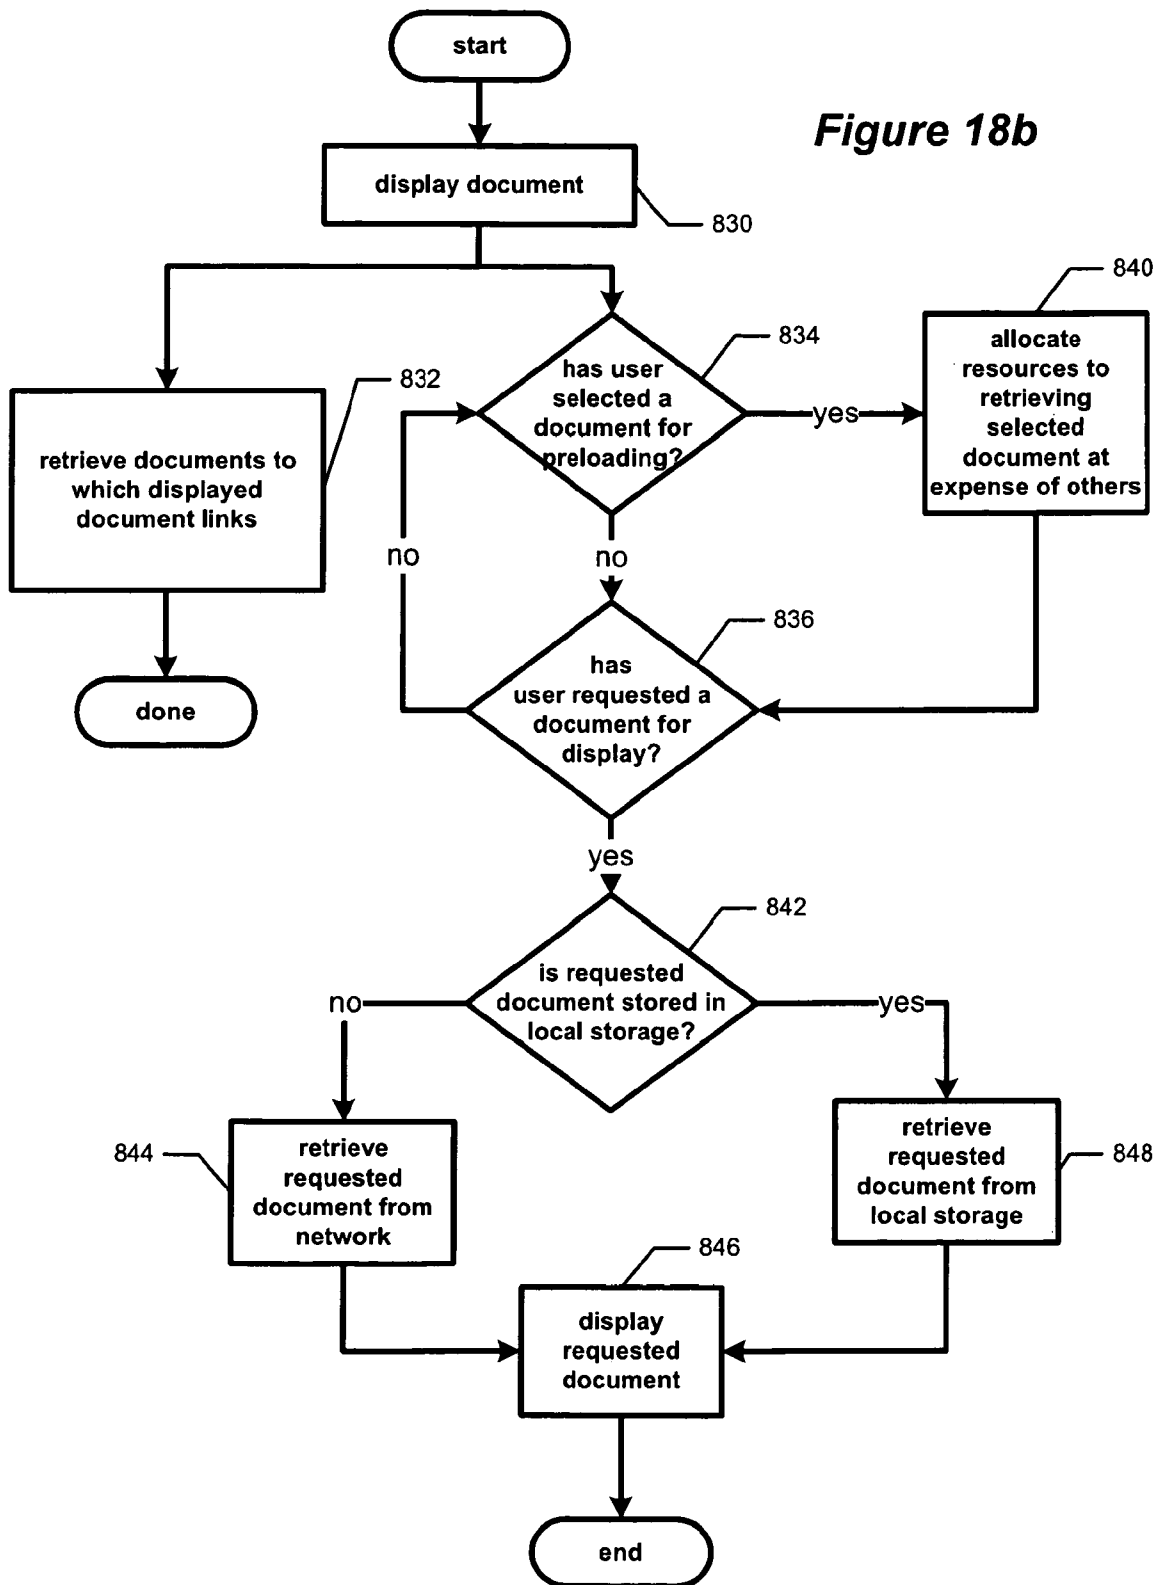 start
Figure 18b
display document
830
840
834
allocate
resources to
retrieving
selected
document at
expense of others
has user
selected a
document for
preloading?
yes
832
retrieve documents to
which displayed
document links
no
no
836
has
user requested a
document for
display?
done
yes
842
is requested
document stored in
local storage?
no
yes
844
retrieve
requested
document from
network
retrieve
requested
document from
local storage
848
846
display
requested
document
end